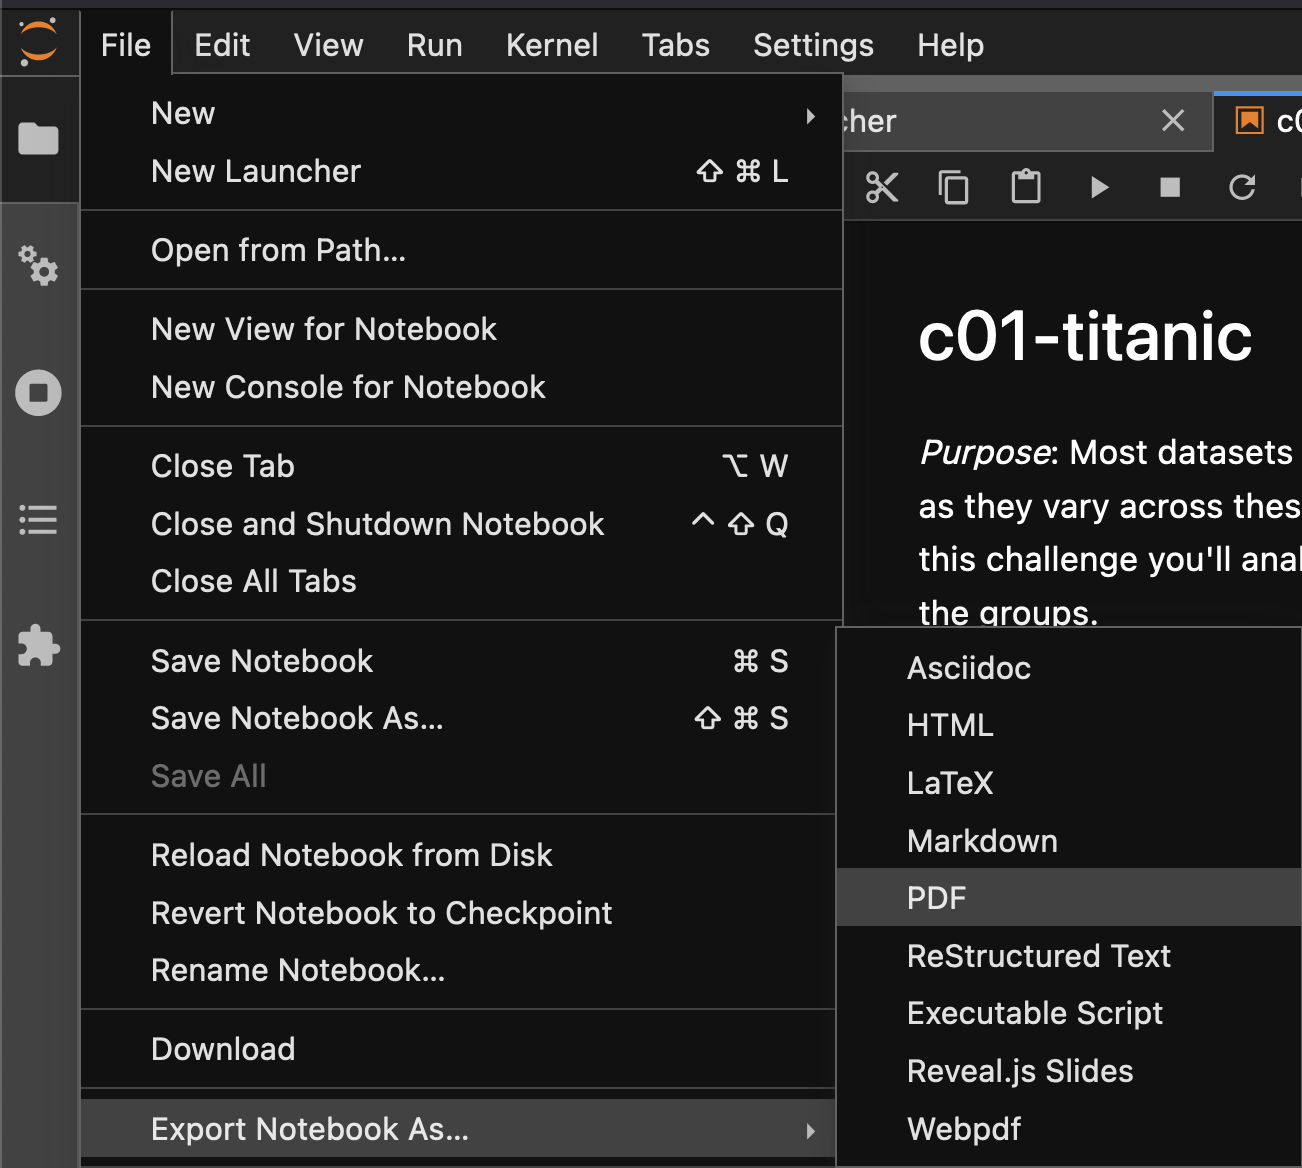 File Edit View Run Kernel Tabs Settings Help
New
New Launcher ⇧ ⌘ L
Open from Path...
New View for Notebook
New Console for Notebook
Close Tab ⌥ W
Close and Shutdown Notebook ^ ⇧ Q
Close All Tabs
Save Notebook ⌘ S
Save Notebook As... ⇧ ⌘ S
Save All
Reload Notebook from Disk
Revert Notebook to Checkpoint
Rename Notebook...
Download
Export Notebook As...
Asciidoc
HTML
LaTeX
Markdown
PDF
ReStructured Text
Executable Script
Reveal.js Slides
Webpdf
c01-titanic
Purpose: Most datasets
as they vary across
this challenge you'll
the groups.